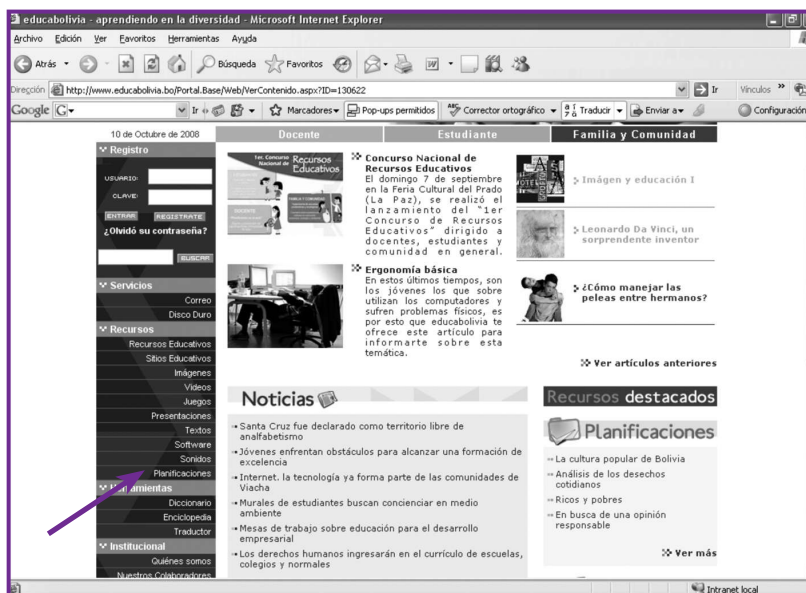 educabolivia - aprendiendo en la diversidad - Microsoft Internet Explorer
Archivo Edición Ver Favoritos Herramientas Ayuda
Atrás Búsqueda Favoritos
Dirección http://www.educabolivia.bo/Portal.Base/Web/VerContenido.aspx?ID=130622 Ir Vínculos
Google Ir Marcadores Pop-ups permitidos Corrector ortográfico Traducir Enviar a Configuración
10 de Octubre de 2008
Docente Estudiante Familia y Comunidad
Registro
USUARIO:
CLAVE:
ENTRAR REGISTRATE
¿Olvidó su contraseña?
BUSCAR
Servicios
Correo
Disco Duro
Recursos
Recursos Educativos
Sitios Educativos
Imágenes
Videos
Juegos
Presentaciones
Textos
Software
Sonidos
Planificaciones
Herramientas
Diccionario
Enciclopedia
Traductor
Institucional
Quiénes somos
Nuestros Colaboradores
1er. Concurso
Nacional de
Recursos
Educativos
Concurso Nacional de
Recursos Educativos
El domingo 7 de septiembre
en la Feria Cultural del Prado
(La Paz), se realizó el
lanzamiento del "1er
Concurso de Recursos
Educativos" dirigido a
docentes, estudiantes y
comunidad en general.
Ergonomía básica
En estos últimos tiempos, son
los jóvenes los que sobre
utilizan los computadores y
sufren problemas físicos, es
por esto que educabolivia te
ofrece este artículo para
informarte sobre esta
temática.
Imágen y educación I
Leonardo Da Vinci, un
sorprendente inventor
¿Cómo manejar las
peleas entre hermanos?
Ver artículos anteriores
Noticias
Santa Cruz fue declarado como territorio libre de
analfabetismo
Jóvenes enfrentan obstáculos para alcanzar una formación de
excelencia
Internet. la tecnología ya forma parte de las comunidades de
Viacha
Murales de estudiantes buscan concienciar en medio
ambiente
Mesas de trabajo sobre educación para el desarrollo
empresarial
Los derechos humanos ingresarán en el currículo de escuelas,
colegios y normales
Recursos destacados
Planificaciones
La cultura popular de Bolivia
Análisis de los desechos
cotidianos
Ricos y pobres
En busca de una opinión
responsable
Ver más
Intranet local